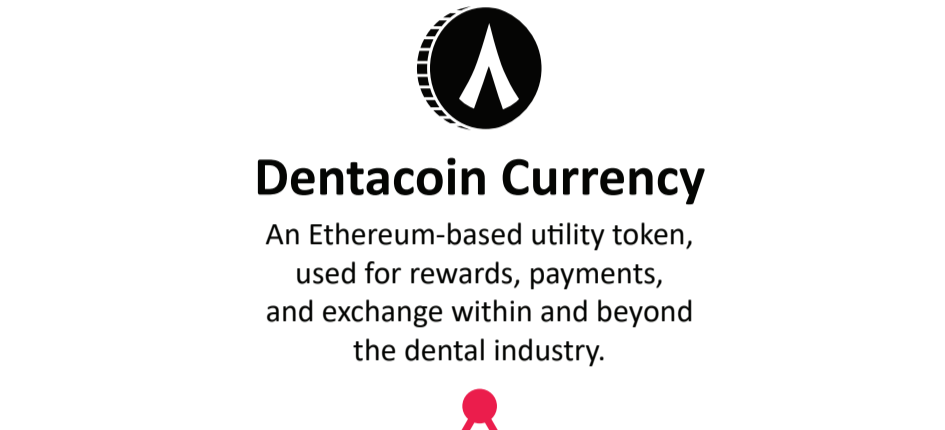 Dentacoin Currency
An Ethereum-based utility token,
used for rewards, payments,
and exchange within and beyond
the dental industry.